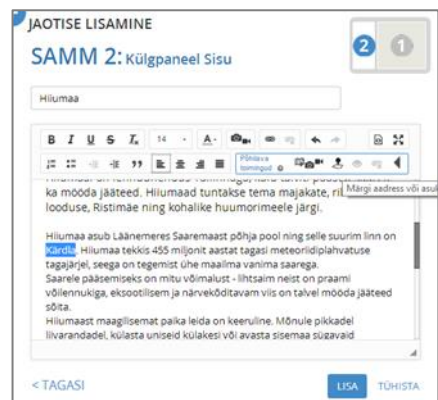 JAOTISE LISAMINE
SAMM 2: Külgpaneel Sisu
2 1
Hiiumaa
B I U S Ix 14 A
Põhilava toimingud
Märgi aadress või asuk
ka mööda jääteed. Hiiumaad tuntakse tema majakate,
looduse, Ristimäe ning kohalike huumorimeele järgi.
Hiiumaa asub Läänemeres Saaremaast põhja pool ning selle suurim linn on
Kärdla. Hiiumaa tekkis 455 miljonit aastat tagasi meteoriidiplahvatuse
tagajärjel, seega on tegemist ühe maailma vanima saarega.
Saarele pääsemiseks on mitu võimalust - lihtsaim neist on praami
võilennukiga, eksootilisem ja närvekõditavam viis on talvel mööda jääteed
sõita.
Hiiumaast maagilisemat paika leida on keeruline. Mõnule pikkadel
liivarandadel, külasta uniseid külakesi või avasta sisemaa sügavaid
< TAGASI LISA TÜHISTA